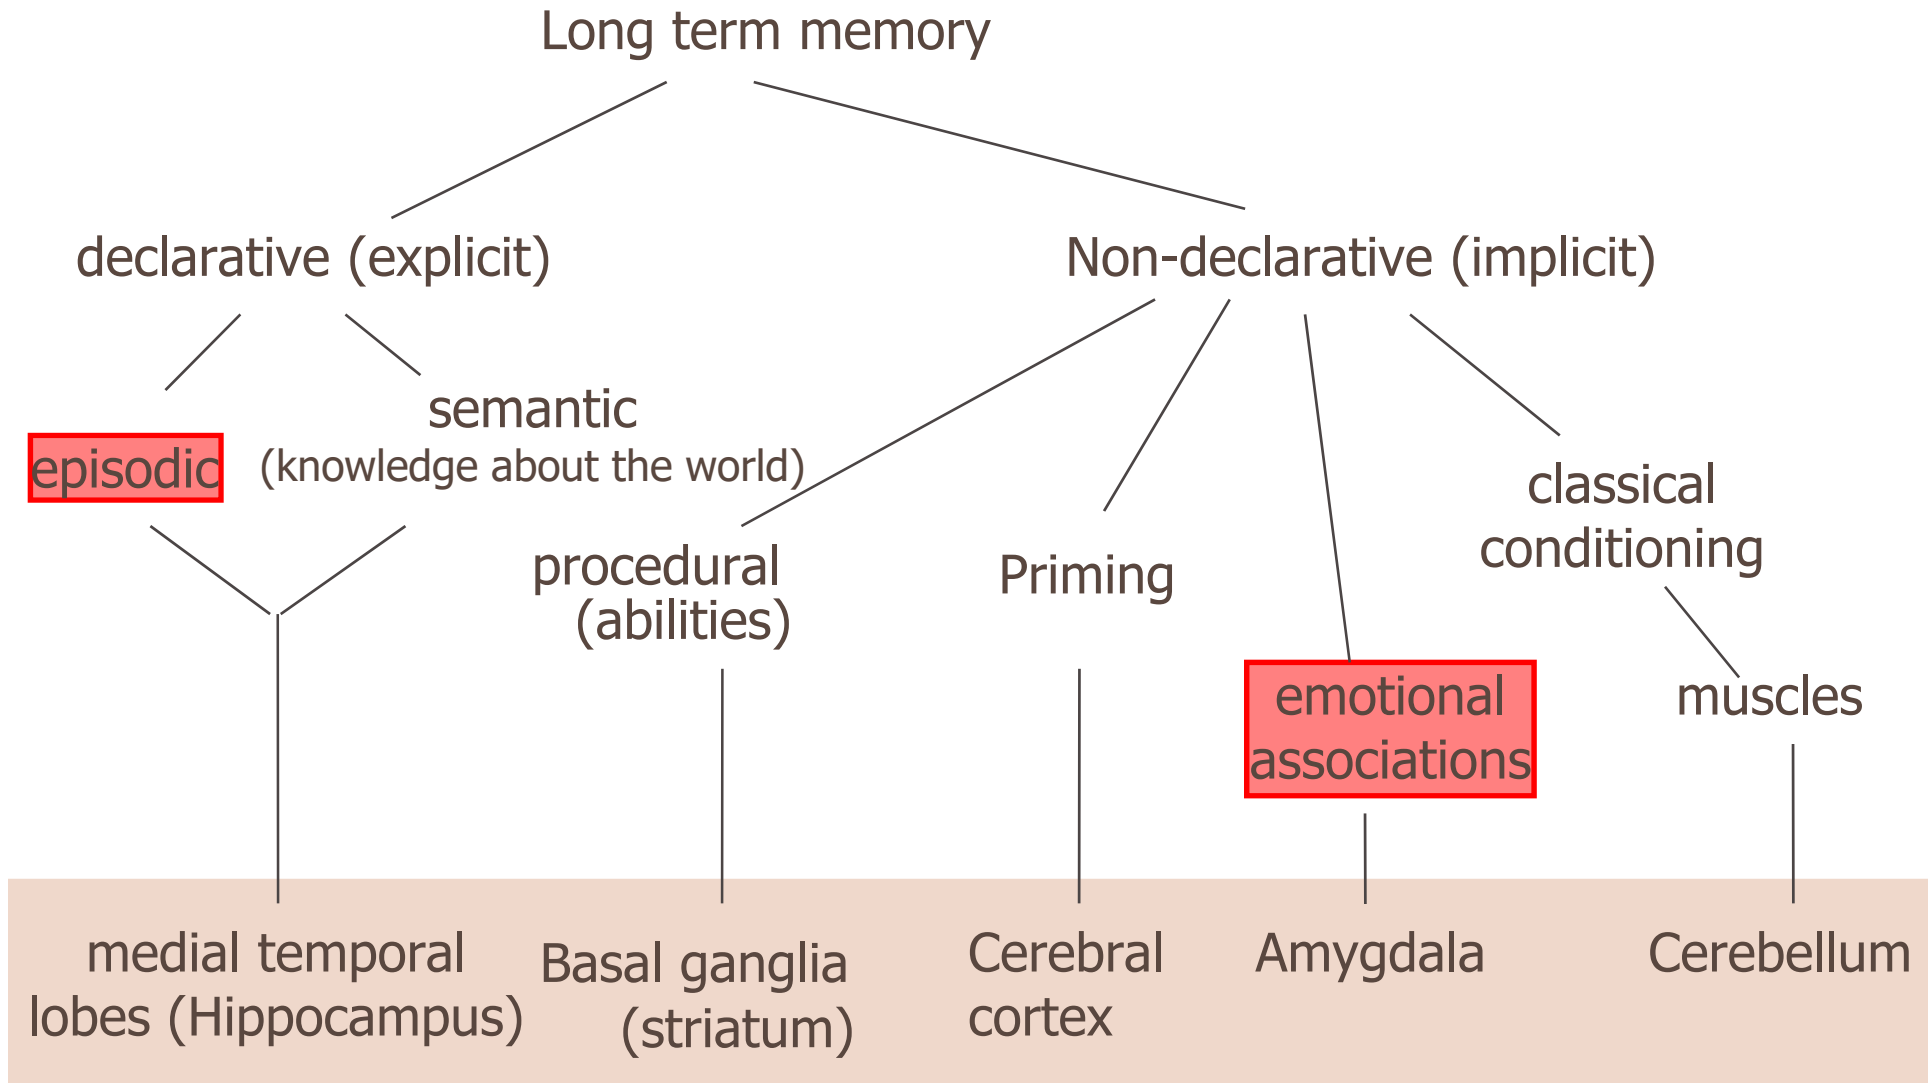 Long term memory
declarative (explicit)
Non-declarative (implicit)
episodic
semantic
(knowledge about the world)
procedural
(abilities)
Priming
emotional
associations
classical
conditioning
muscles
medial temporal
lobes (Hippocampus)
Basal ganglia
(striatum)
Cerebral
cortex
Amygdala
Cerebellum